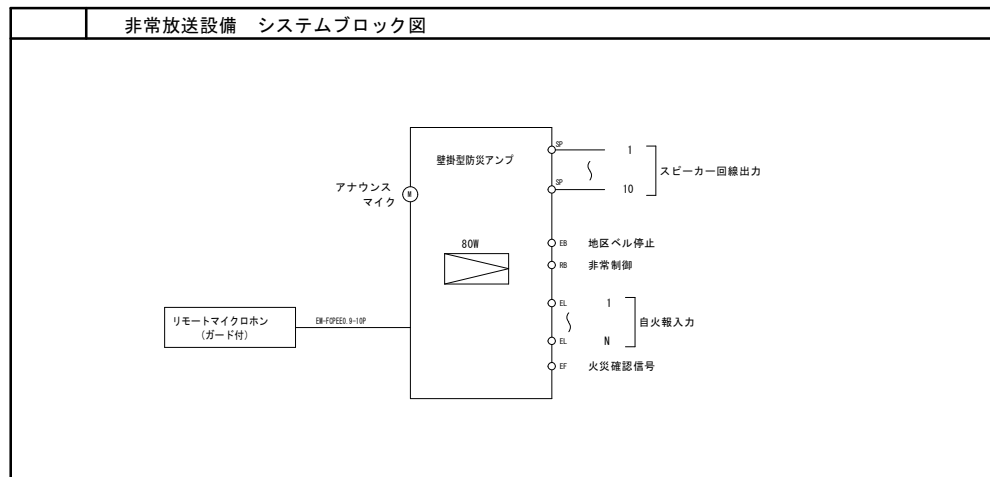 非常放送設備 システムブロック図
壁掛型防災アンプ
アナウンス
マイク
M
80W
リモートマイクロホン
(ガード付)
EM-FCPEE0.9-10P
SP
1
SP
10
スピーカー回線出力
EB 地区ベル停止
RB 非常制御
EL 1
EL N
自火報入力
EF 火災確認信号